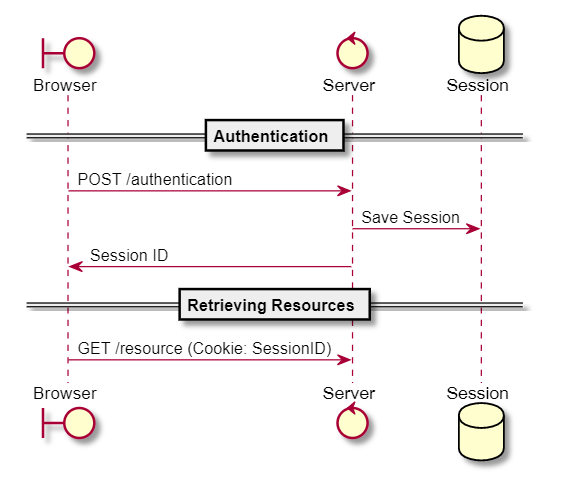 Browser
Server
Session
Authentication
POST /authentication
Save Session
Session ID
Retrieving Resources
GET /resource (Cookie: SessionID)
Browser
Server
Session